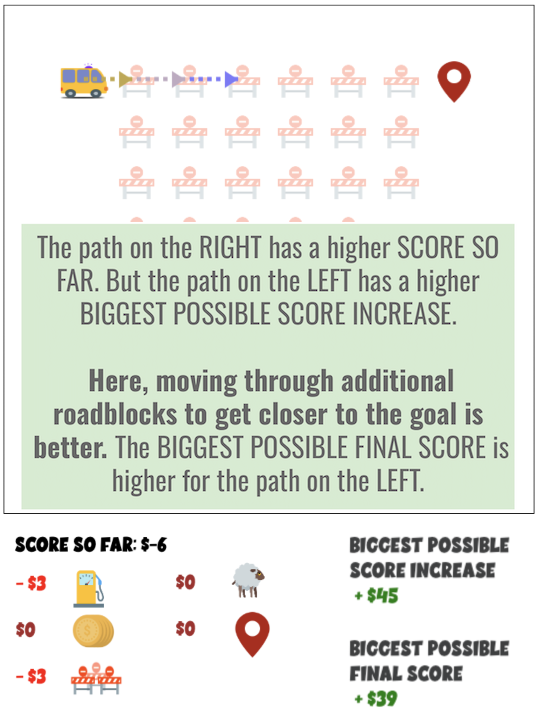 The path on the RIGHT has a higher SCORE SO
FAR. But the path on the LEFT has a higher
BIGGEST POSSIBLE SCORE INCREASE.
Here, moving through additional
roadblocks to get closer to the goal is
better. The BIGGEST POSSIBLE FINAL SCORE is
higher for the path on the LEFT.
SCORE SO FAR: $-6
- $3
$0
$0
$0
- $3
BIGGEST POSSIBLE
SCORE INCREASE
+ $45
BIGGEST POSSIBLE
FINAL SCORE
+ $39